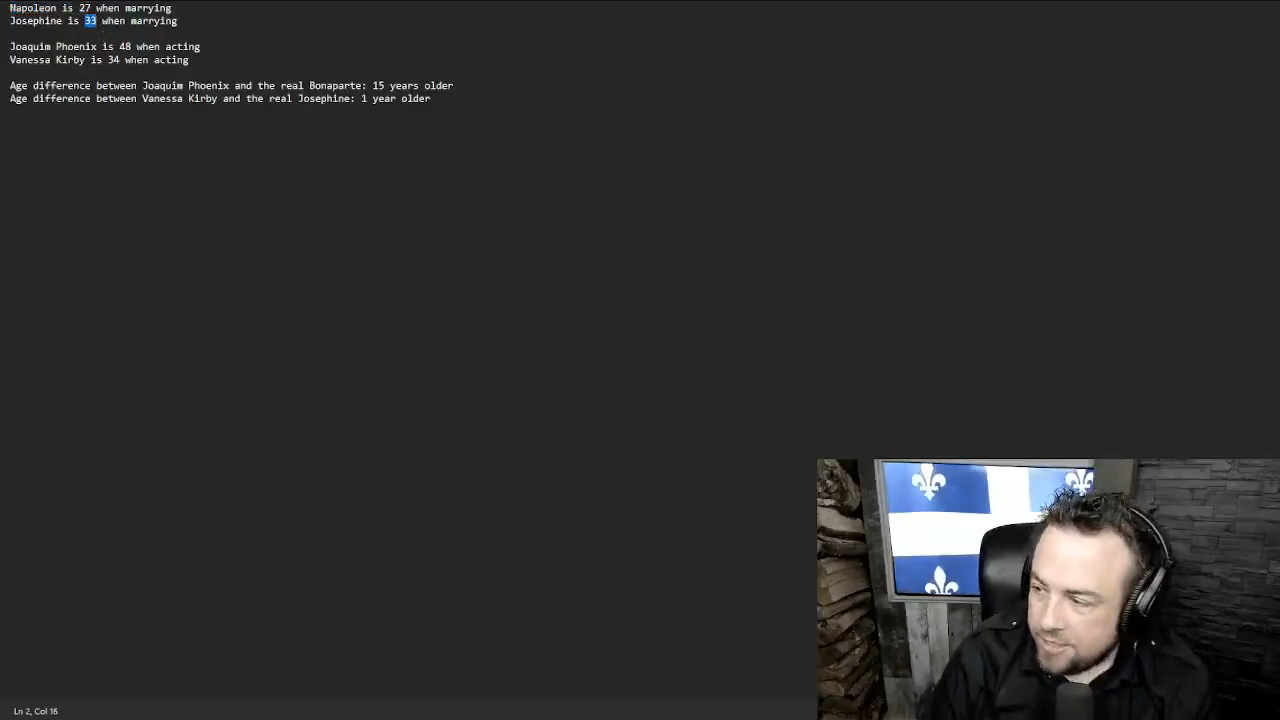 Napoleon is 27 when marrying
Josephine is 33 when marrying
Joaquim Phoenix is 48 when acting
Vanessa Kirby is 34 when acting
Age difference between Joaquim Phoenix and the real Bonaparte: 15 years older
Age difference between Vanessa Kirby and the real Josephine: 1 year older
Ln 2, Col 16